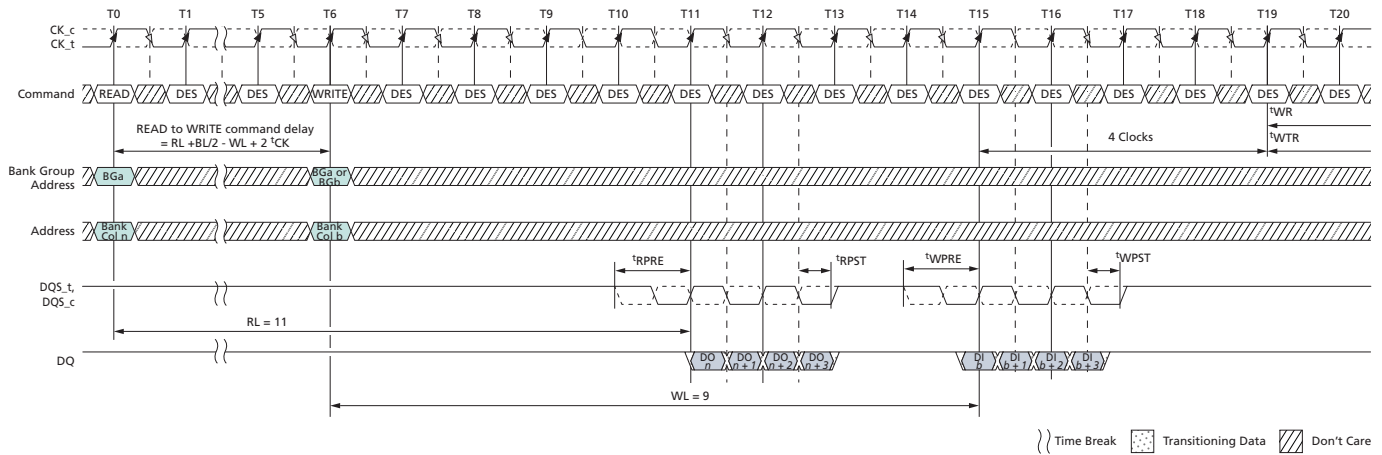 T0 T1 T5 T6 T7 T8 T9 T10 T11 T12 T13 T14 T15 T16 T17 T18 T19 T20
CK_c
CK_t
Command READ DES DES WRITE DES DES DES DES DES DES DES DES DES DES DES DES DES DES
tWR
READ to WRITE command delay
= RL +BL/2 - WL + 2 tCK
4 Clocks
tWTR
Bank Group
Address
BGa
BGa or
BGb
Address
Bank
Col n
Bank
Col b
tRPRE tRPST tWPRE tWPST
DQS_t,
DQS_c
RL = 11
DQ
DO
n
DO
n + 1
DO
n + 2
DO
n + 3
DI
b
DI
b + 1
DI
b + 2
DI
b + 3
WL = 9
Time Break Transitioning Data Don't Care